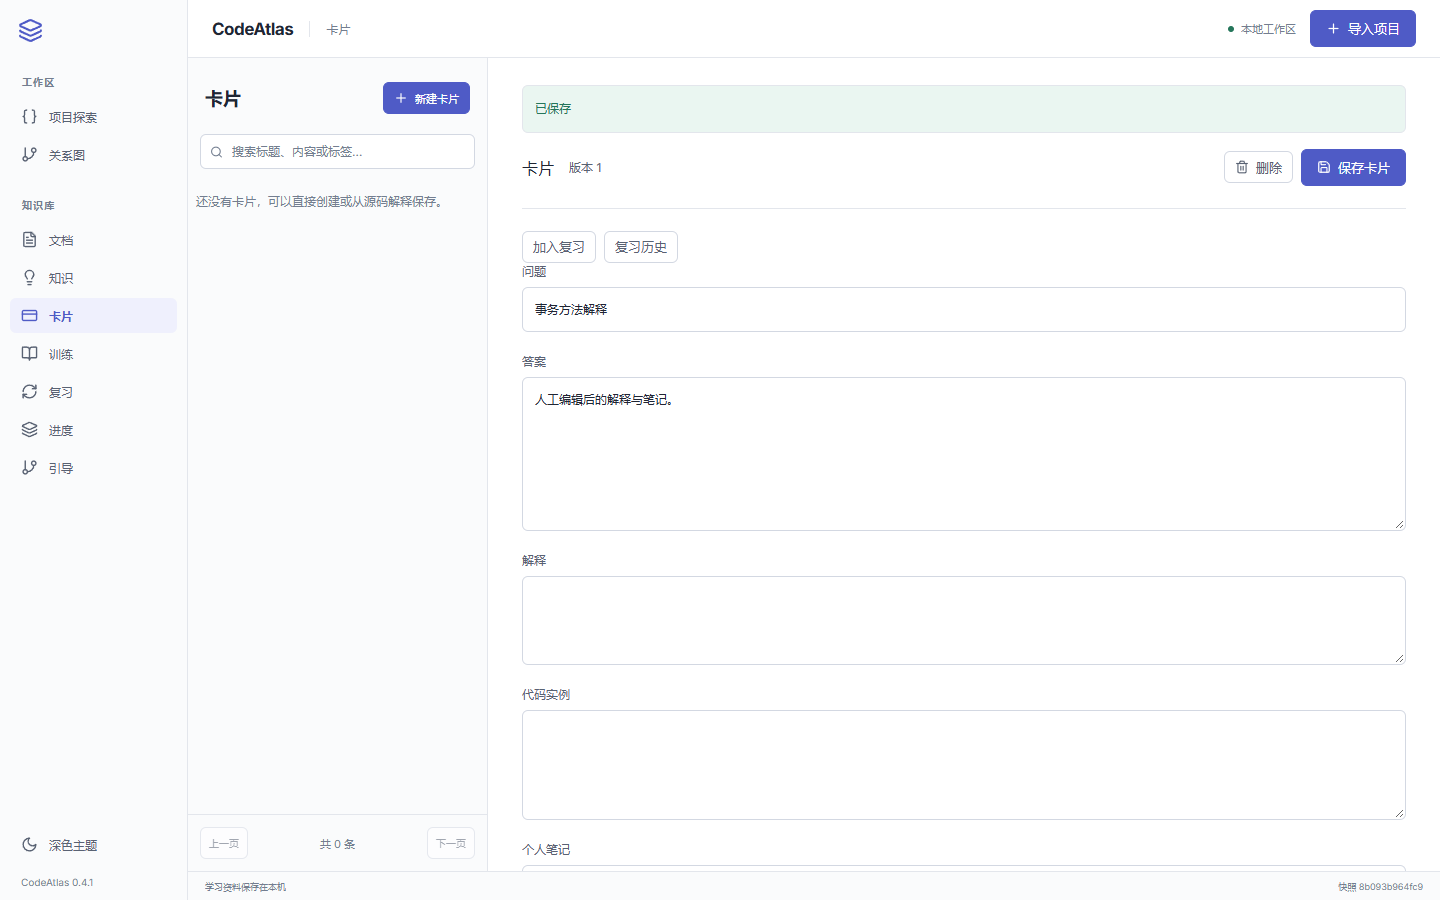 CodeAtlas
卡片
本地工作区
导入项目
工作区
项目探索
关系图
知识库
文档
知识
卡片
训练
复习
进度
引导
深色主题
CodeAtlas 0.4.1
卡片
新建卡片
搜索标题、内容或标签...
还没有卡片，可以直接创建或从源码解释保存。
上一页
共 0 条
下一页
已保存
卡片
版本 1
删除
保存卡片
加入复习
复习历史
问题
事务方法解释
答案
人工编辑后的解释与笔记。
解释
代码实例
个人笔记
学习资料保存在本机
快照 8b093b964fc9